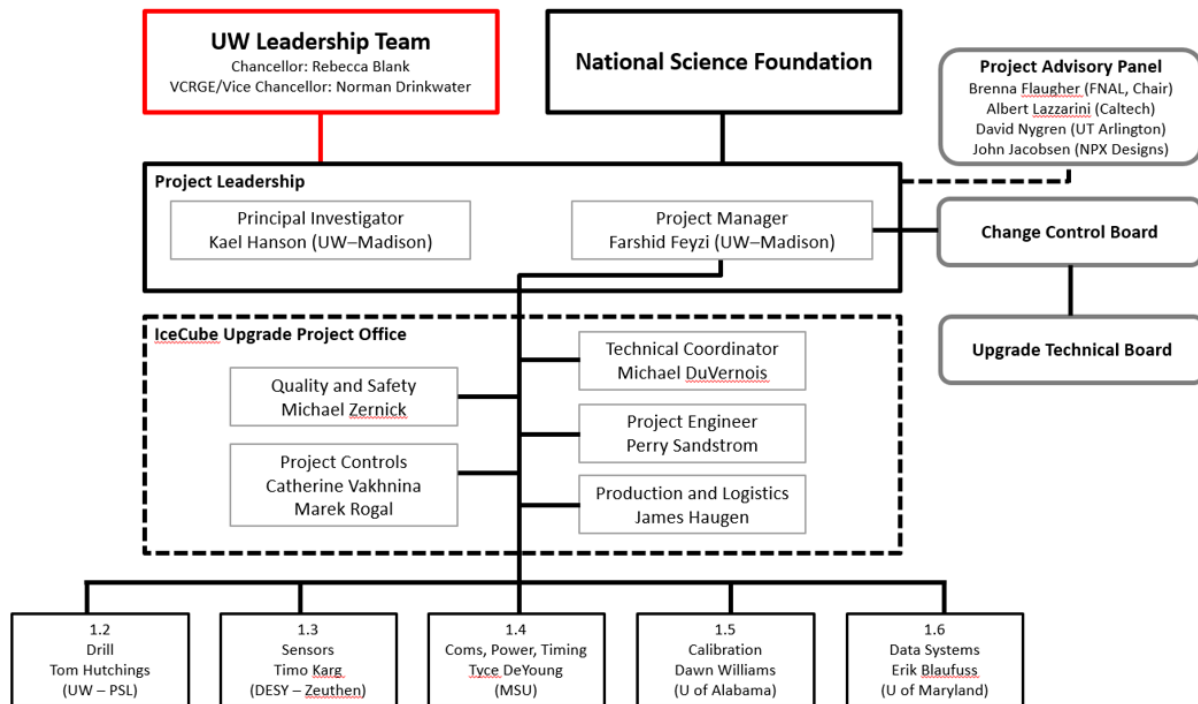 UW Leadership Team
Chancellor: Rebecca Blank
VCRGE/Vice Chancellor: Norman Drinkwater
National Science Foundation
Project Advisory Panel
Brenna Flaugher (FNAL, Chair)
Albert Lazzarini (Caltech)
David Nygren (UT Arlington)
John Jacobsen (NPX Designs)
Project Leadership
Principal Investigator
Kael Hanson (UW–Madison)
Project Manager
Farshid Feyzi (UW–Madison)
Change Control Board
Upgrade Technical Board
IceCube Upgrade Project Office
Quality and Safety
Michael Zernick
Project Controls
Catherine Vakhnina
Marek Rogal
Technical Coordinator
Michael DuVernois
Project Engineer
Perry Sandstrom
Production and Logistics
James Haugen
1.2
Drill
Tom Hutchings
(UW – PSL)
1.3
Sensors
Timo Karg
(DESY – Zeuthen)
1.4
Coms, Power, Timing
Tyce DeYoung
(MSU)
1.5
Calibration
Dawn Williams
(U of Alabama)
1.6
Data Systems
Erik Blaufuss
(U of Maryland)